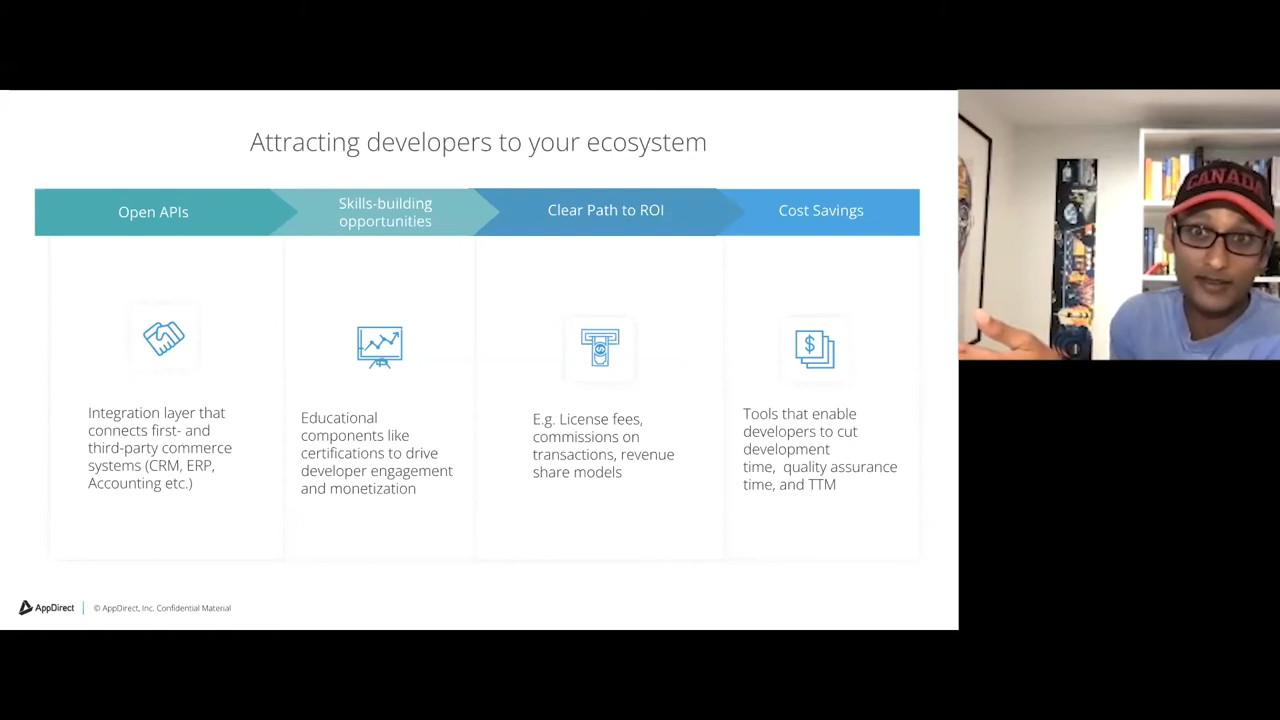 Attracting developers to your ecosystem
Open APIs
Skills-building
opportunities
Clear Path to ROI
Cost Savings
Integration layer that
connects first- and
third-party commerce
systems (CRM, ERP,
Accounting etc.)
Educational
components like
certifications to drive
developer engagement
and monetization
E.g. License fees,
commissions on
transactions, revenue
share models
Tools that enable
developers to cut
development
time, quality assurance
time, and TTM
AppDirect
© AppDirect, Inc. Confidential Material
CANADA